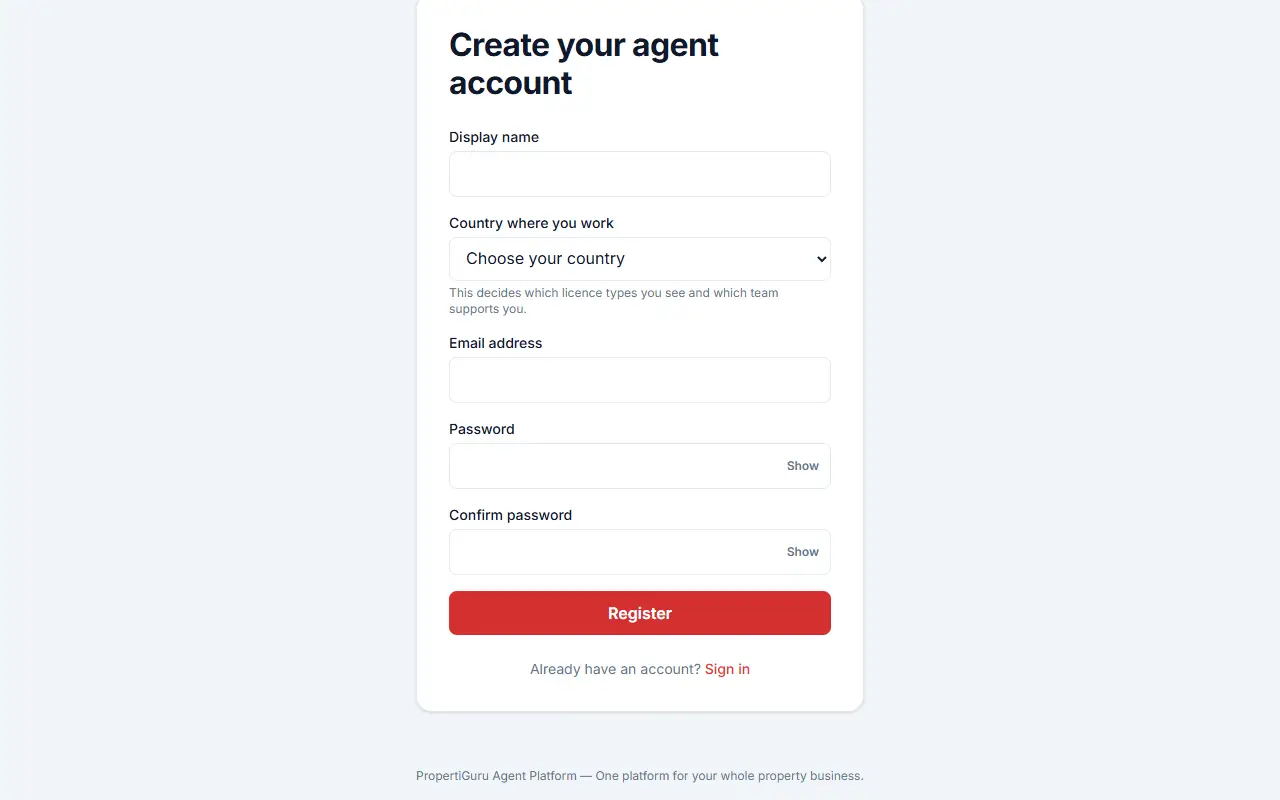 Create your agent
account
Display name
Country where you work
Choose your country
This decides which licence types you see and which team
supports you.
Email address
Password
Show
Confirm password
Show
Register
Already have an account? Sign in
PropertiGuru Agent Platform — One platform for your whole property business.